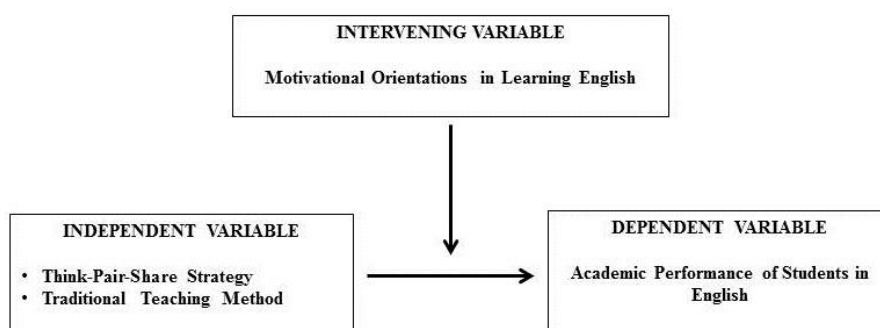 INTERVENING VARIABLE
Motivational Orientations in Learning English
INDEPENDENT VARIABLE
• Think-Pair-Share Strategy
• Traditional Teaching Method
DEPENDENT VARIABLE
Academic Performance of Students in
English